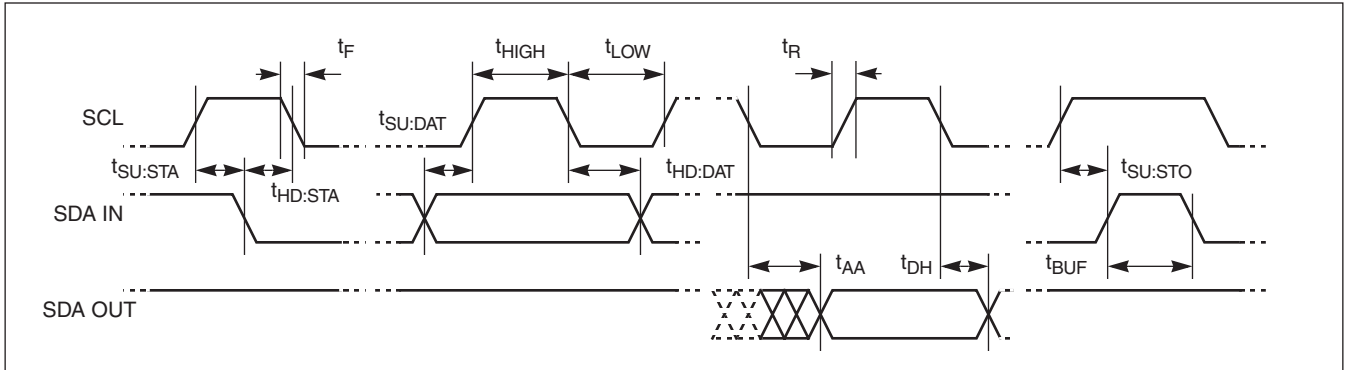 tF
tHIGH
tLOW
tR
SCL
tSU:DAT
tSU:STA
tHD:STA
tHD:DAT
tSU:STO
SDA IN
tAA
tDH
tBUF
SDA OUT